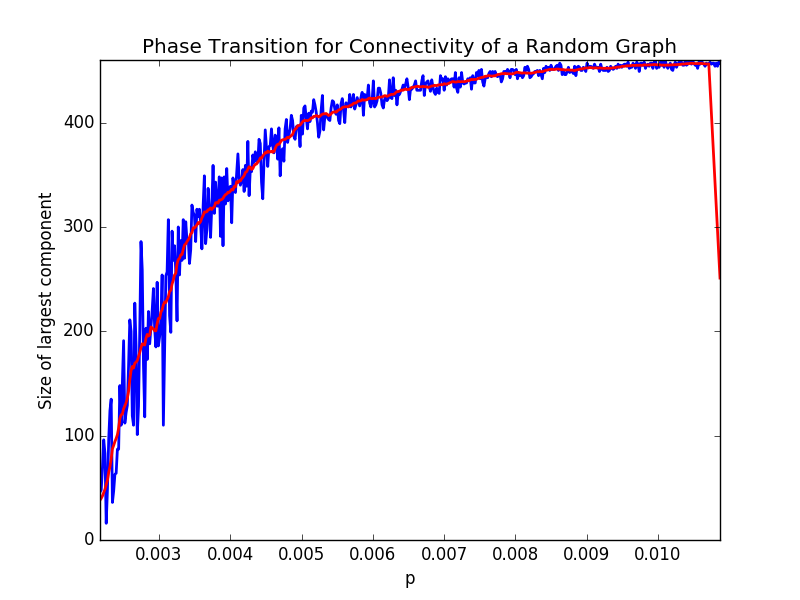 Phase Transition for Connectivity of a Random Graph
Size of largest component
400
300
200
100
0
0.003 0.004 0.005 0.006 0.007 0.008 0.009 0.010
p